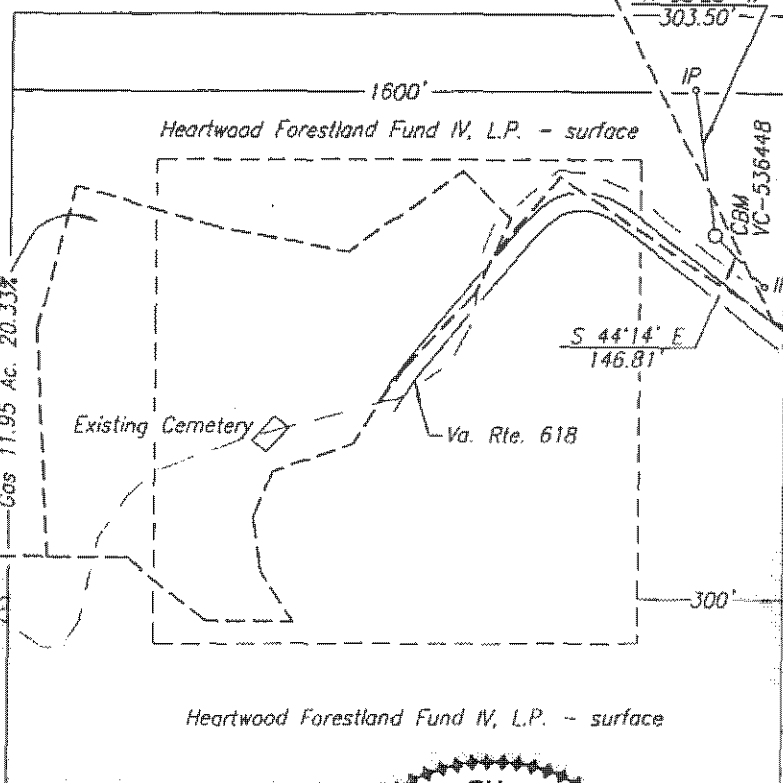 303.50'
IP
1600'
Heartwood Forestland Fund IV, L.P. - surface
CBM
VC-536448
Gas 11.95 Ac. 20.33%
S 44°14' E
146.81'
Existing Cemetery
Va. Rte. 618
300'
Heartwood Forestland Fund IV, L.P. - surface